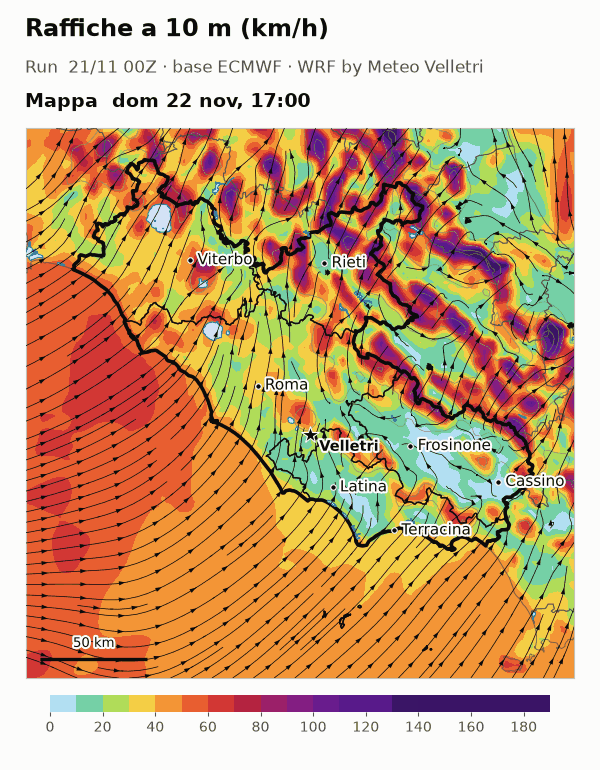 Raffiche a 10 m (km/h)
Run  21/11 00Z · base ECMWF · WRF by Meteo Velletri
Mappa  dom 22 nov, 17:00
Viterbo
Rieti
Roma
Velletri
Frosinone
Latina
Cassino
Terracina
50 km
0 20 40 60 80 100 120 140 160 180